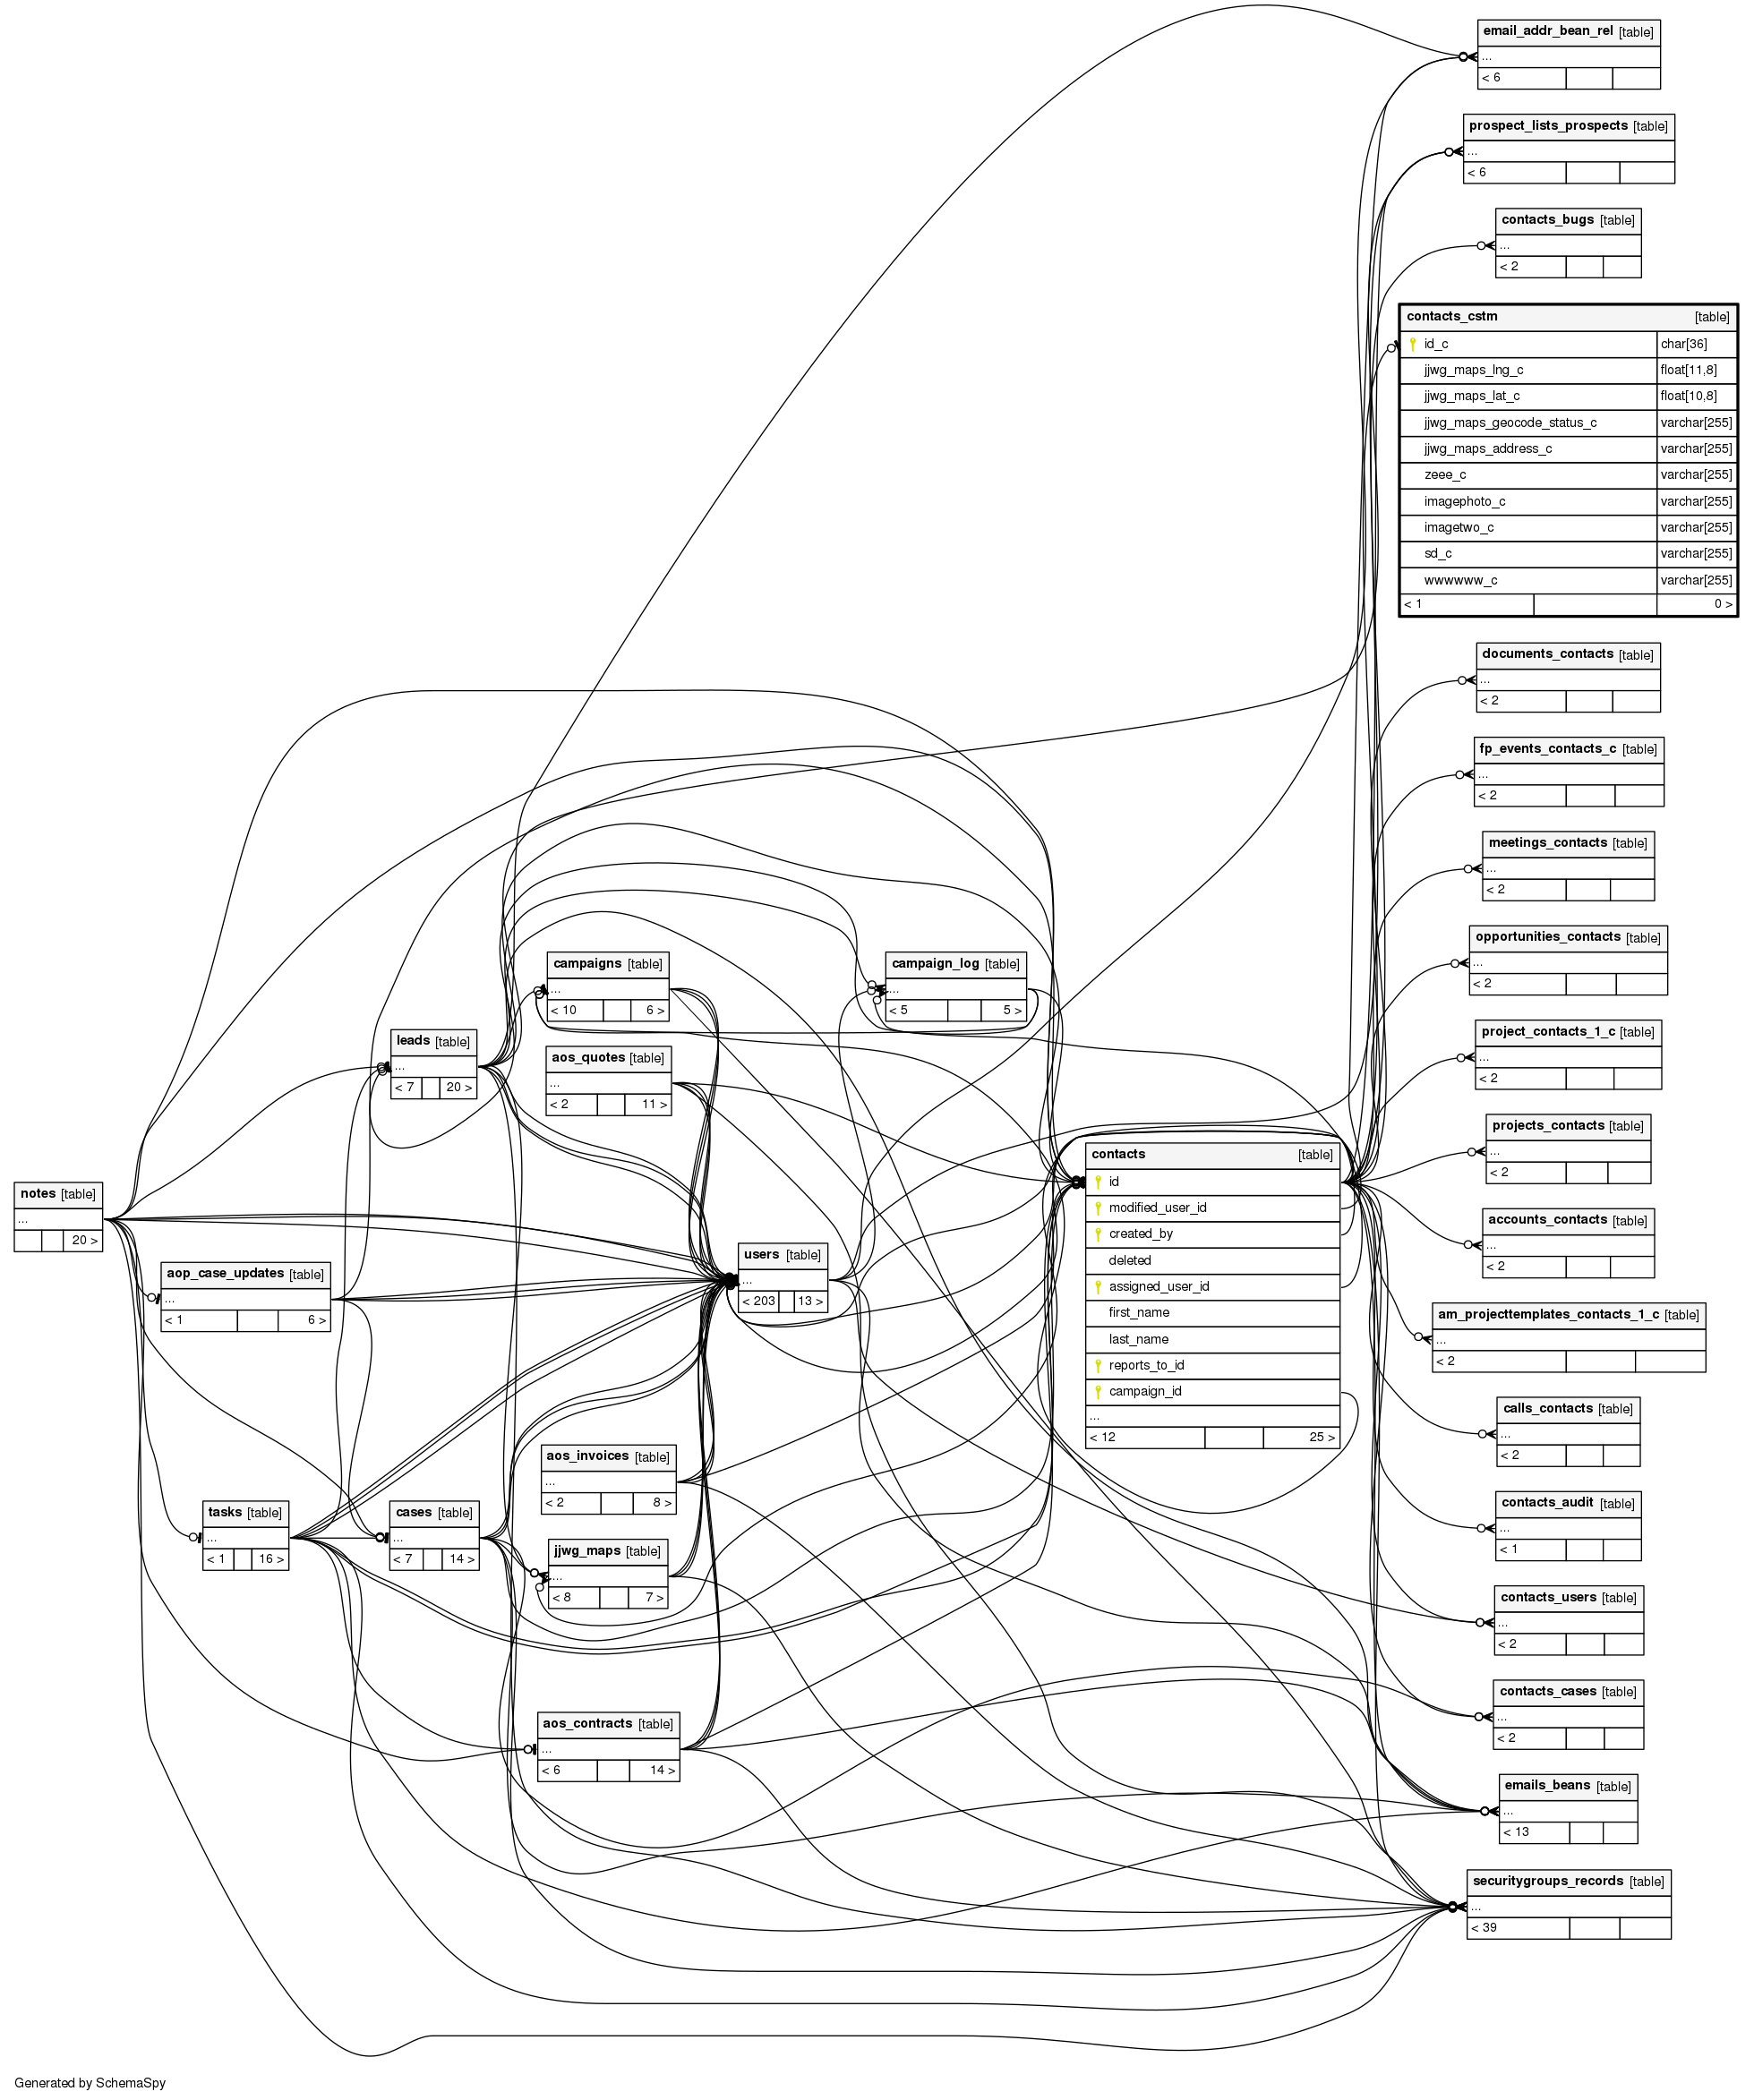 email_addr_bean_rel [table]
...
< 6
prospect_lists_prospects [table]
...
< 6
contacts_bugs [table]
...
< 2
contacts_cstm [table]
id_c char[36]
jjwg_maps_lng_c float[11,8]
jjwg_maps_lat_c float[10,8]
jjwg_maps_geocode_status_c varchar[255]
jjwg_maps_address_c varchar[255]
zeee_c varchar[255]
imagephoto_c varchar[255]
imagetwo_c varchar[255]
sd_c varchar[255]
wwwwww_c varchar[255]
< 1 0 >
documents_contacts [table]
...
< 2
fp_events_contacts_c [table]
...
< 2
meetings_contacts [table]
...
< 2
opportunities_contacts [table]
...
< 2
project_contacts_1_c [table]
...
< 2
projects_contacts [table]
...
< 2
accounts_contacts [table]
...
< 2
am_projecttemplates_contacts_1_c [table]
...
< 2
calls_contacts [table]
...
< 2
contacts_audit [table]
...
< 1
contacts_users [table]
...
< 2
contacts_cases [table]
...
< 2
emails_beans [table]
...
< 13
securitygroups_records [table]
...
< 39
campaigns [table]
...
< 10 6 >
campaign_log [table]
...
< 5 5 >
leads [table]
...
< 7 20 >
aos_quotes [table]
...
< 2 11 >
contacts [table]
id
modified_user_id
created_by
deleted
assigned_user_id
first_name
last_name
reports_to_id
campaign_id
...
< 12 25 >
notes [table]
...
20 >
users [table]
...
< 203 13 >
aop_case_updates [table]
...
< 1 6 >
aos_invoices [table]
...
< 2 8 >
tasks [table]
...
< 1 16 >
cases [table]
...
< 7 14 >
jjwg_maps [table]
...
< 8 7 >
aos_contracts [table]
...
< 6 14 >
Generated by SchemaSpy